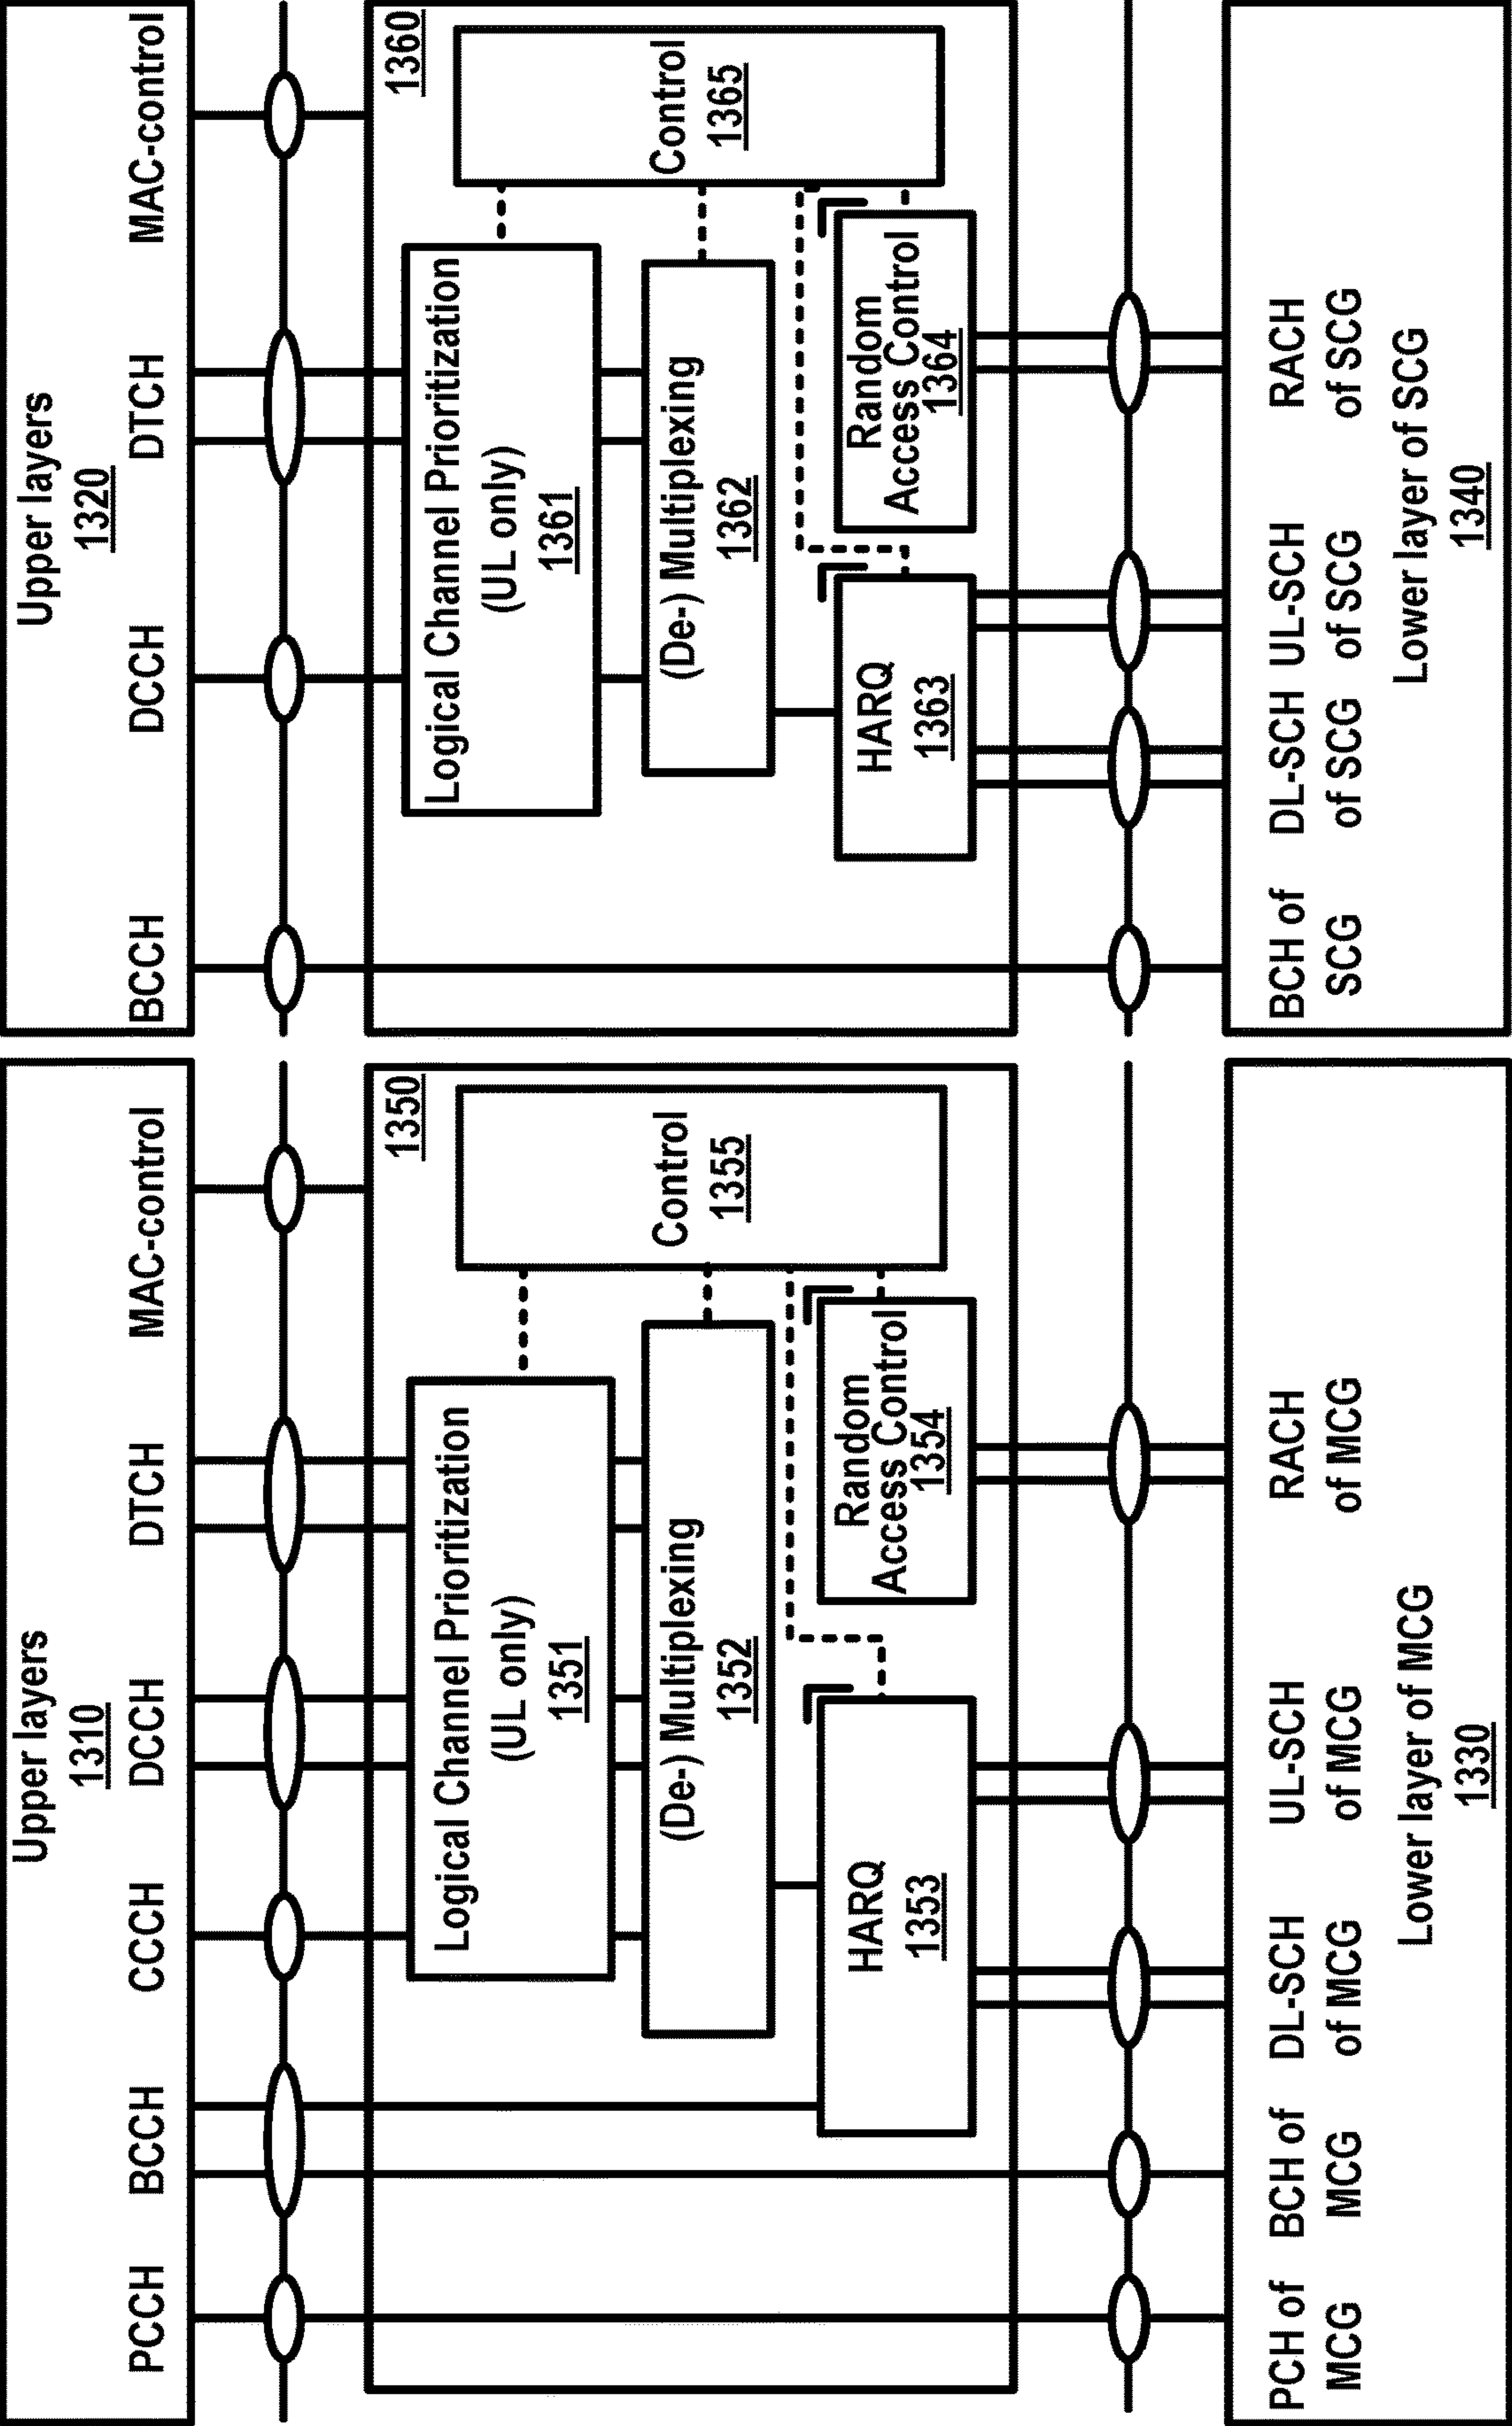 Upper layers
1310
PCCH BCCH CCCH DCCH DTCH MAC-control
1350
Logical Channel Prioritization
(UL only)
1351
(De-) Multiplexing
1352
HARQ
1353
Random
Access Control
1354
Control
1355
PCH of
MCG
BCH of
MCG
DL-SCH
of MCG
UL-SCH
of MCG
RACH
of MCG
Lower layer of MCG
1330
Upper layers
1320
BCCH DCCH DTCH MAC-control
1360
Logical Channel Prioritization
(UL only)
1361
(De-) Multiplexing
1362
HARQ
1363
Random
Access Control
1364
Control
1365
BCH of
SCG
DL-SCH
of SCG
UL-SCH
of SCG
RACH
of SCG
Lower layer of SCG
1340